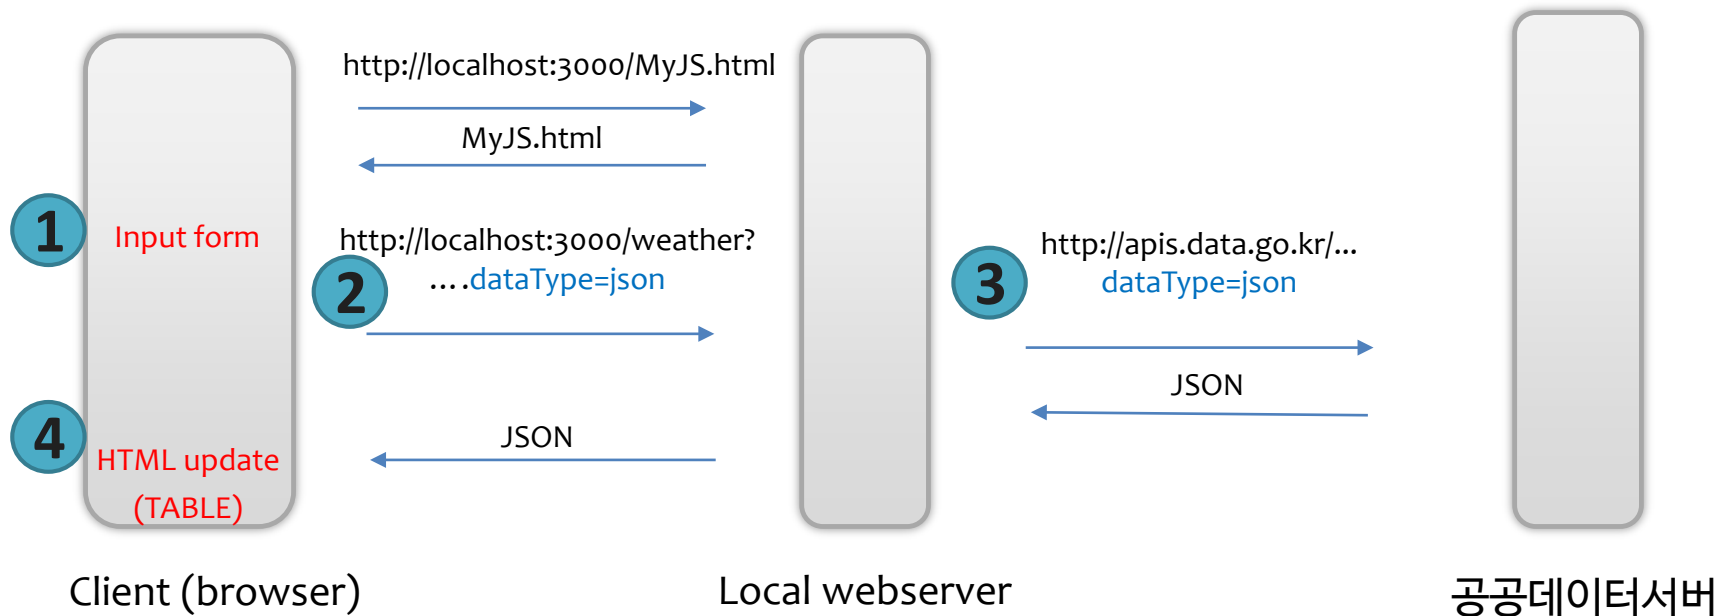 http://localhost:3000/MyJS.html
MyJS.html
1
Input form
http://localhost:3000/weather?
2
....dataType=json
3
http://apis.data.go.kr/...
dataType=json
JSON
4
HTML update
(TABLE)
JSON
Client (browser)
Local webserver
공공데이터서버